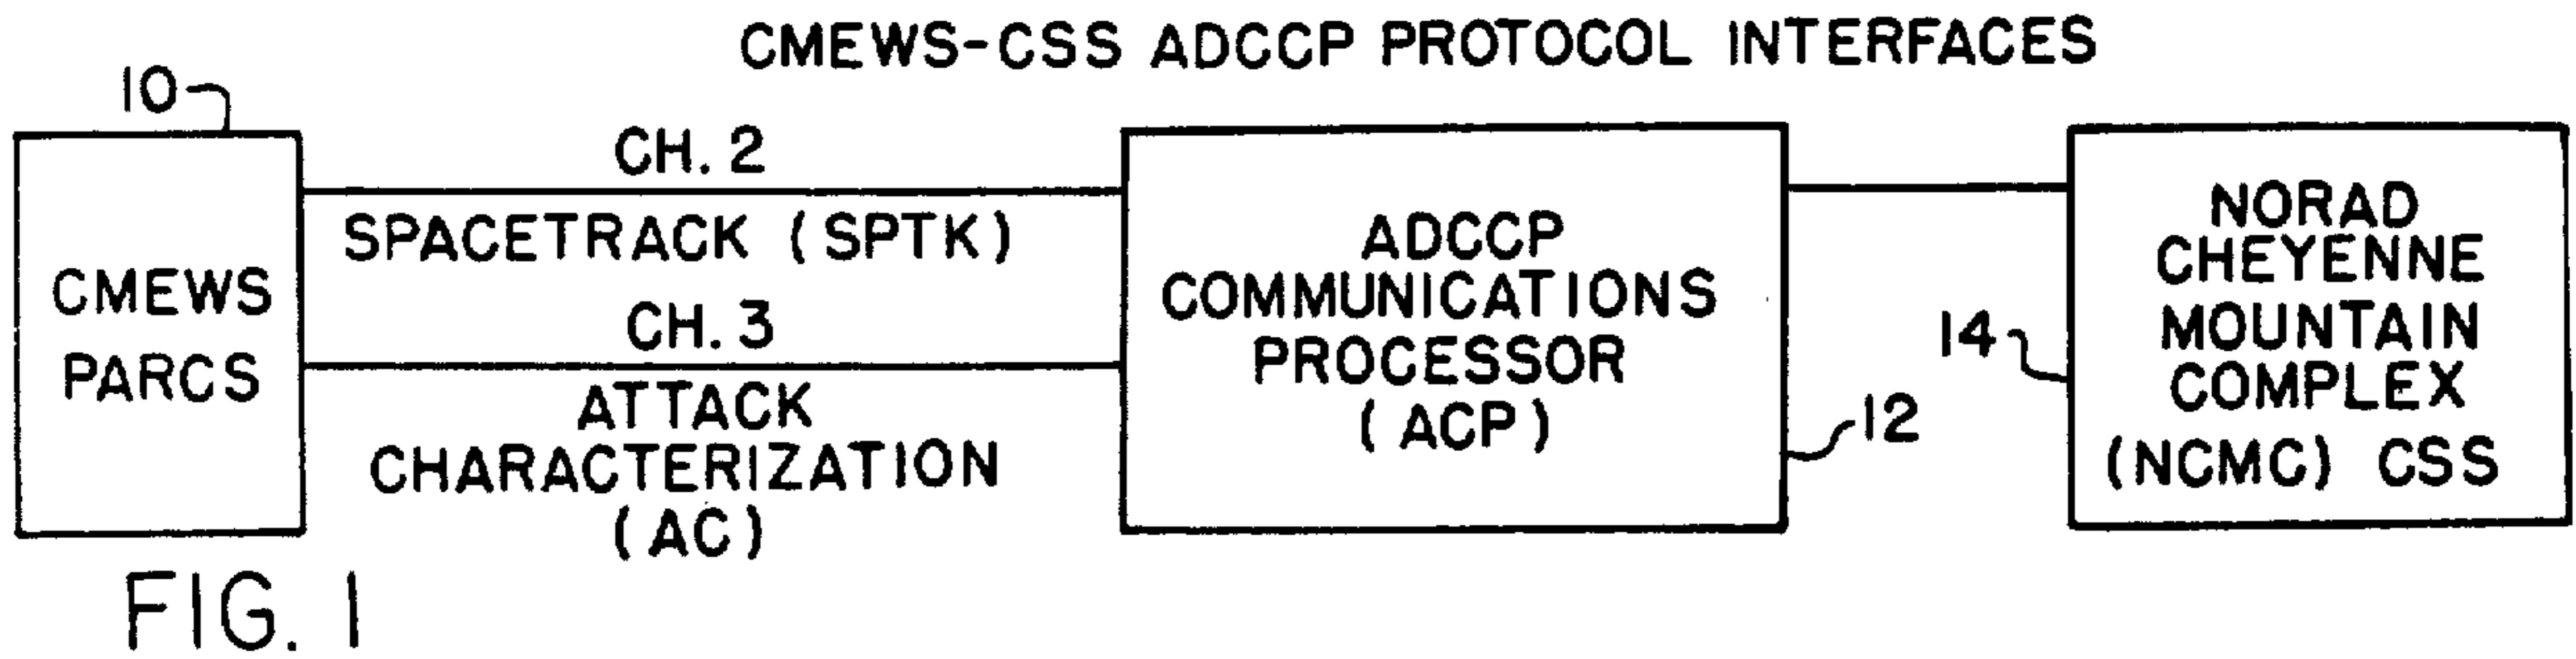 CMEWS-CSS ADCCP PROTOCOL INTERFACES
10
CMEWS
PARCS
CH. 2
SPACETRACK (SPTK)
CH. 3
ATTACK
CHARACTERIZATION
(AC)
ADCCP
COMMUNICATIONS
PROCESSOR
(ACP)
12
14
NORAD
CHEYENNE
MOUNTAIN
COMPLEX
(NCMC) CSS
FIG. 1